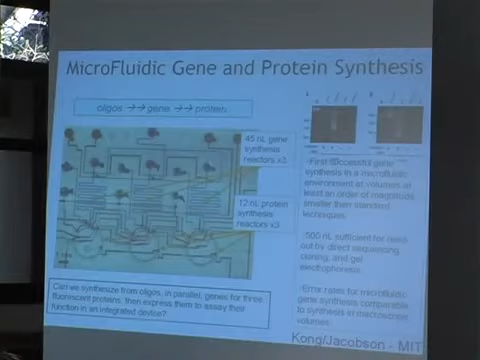 MicroFluidic Gene and Protein Synthesis
oligos →→ gene →→ protein
45 nL gene
synthesis
reactors x3
12 nL protein
synthesis
reactors x3
Can we synthesize from oligos, in parallel, genes for three
fluorescent proteins, then express them to assay their
function in an integrated device?
-First successful gene
synthesis in a microfluidic
environment at volumes at
least an order of magnitude
smaller then standard
techniques.
-500 nL sufficient for read
out by direct sequencing,
cloning, and gel
electrophoresis.
-Error rates for microfluidic
gene synthesis comparable
to synthesis in macroscopic
volumes.
Kong/Jacobson - MIT